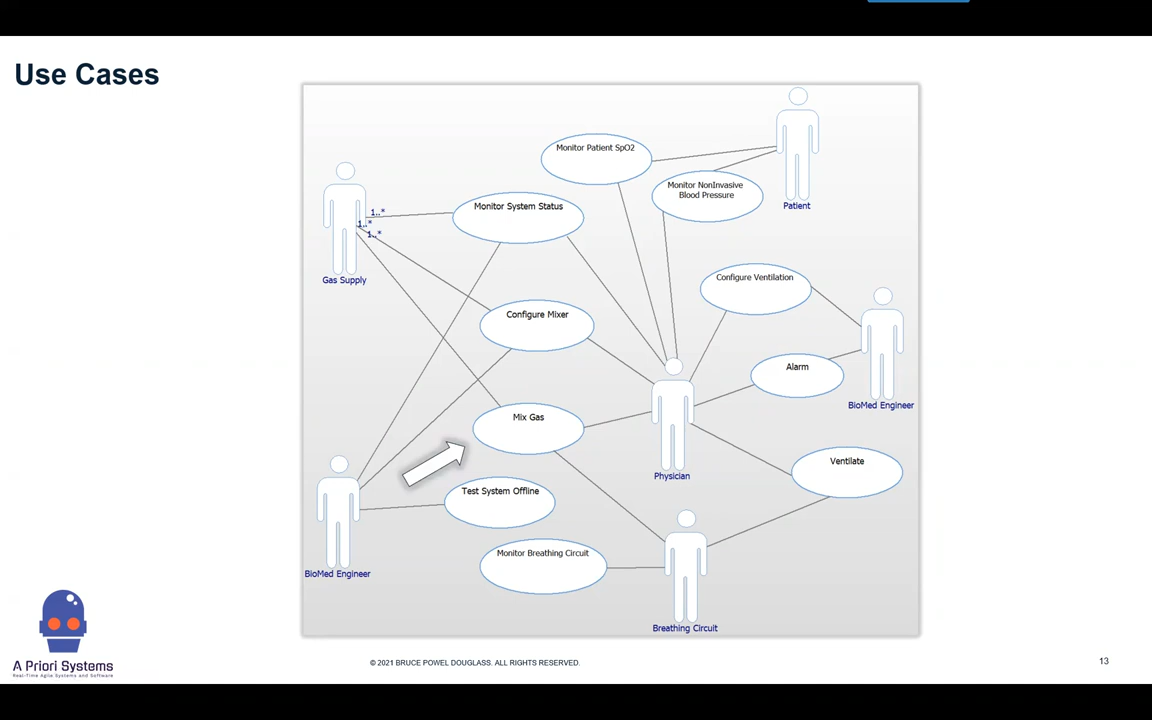 Use Cases
Monitor Patient SpO2
Monitor NonInvasive
Blood Pressure
Patient
Monitor System Status
1..*
1..*
1..*
Gas Supply
Configure Ventilation
Configure Mixer
Alarm
BioMed Engineer
Mix Gas
Physician
Ventilate
Test System Offline
Monitor Breathing Circuit
BioMed Engineer
Breathing Circuit
A Priori Systems
Real-Time Agile Systems and Software
© 2021 BRUCE POWEL DOUGLASS. ALL RIGHTS RESERVED.
13